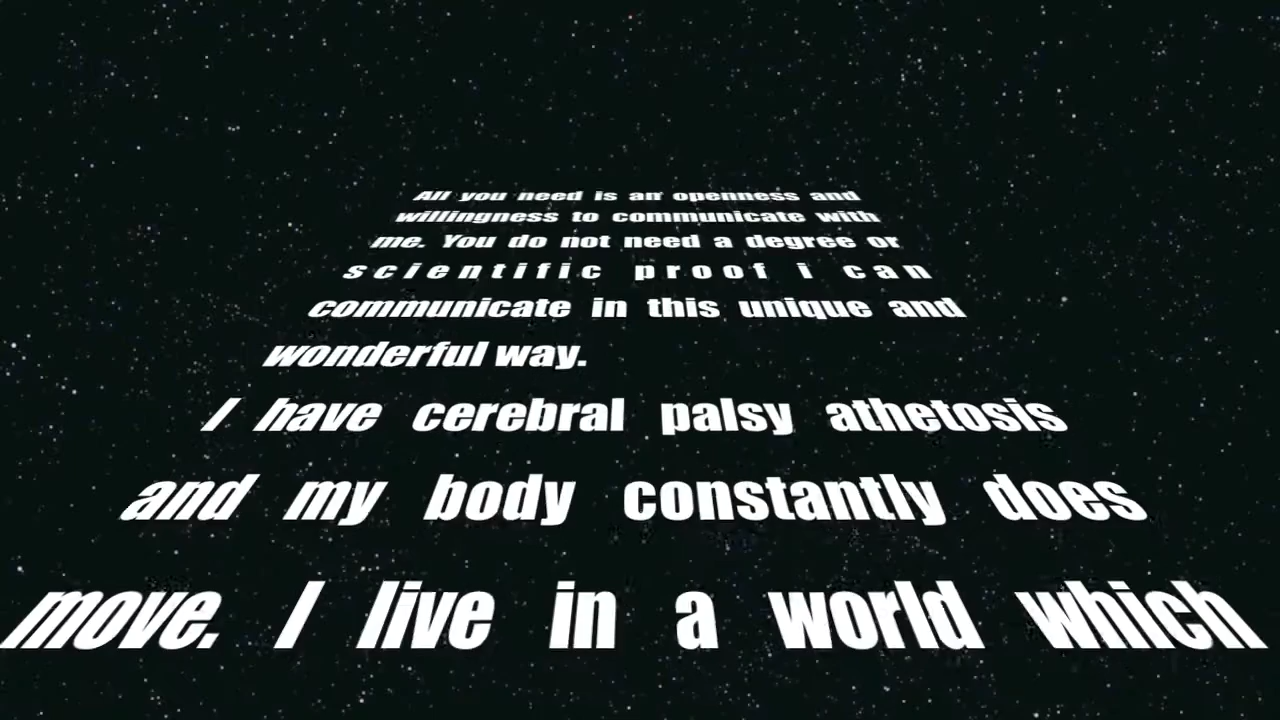 All you need is an openness and
willingness to communicate with
me. You do not need a degree or
scientific proof i can
communicate in this unique and
wonderful way.
I have cerebral palsy athetosis
and my body constantly does
move. I live in a world which